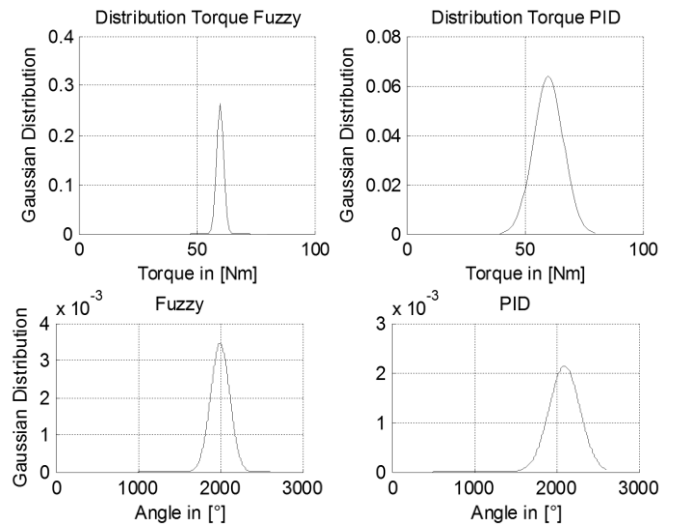 Distribution Torque Fuzzy
Gaussian Distribution
0.4
0.3
0.2
0.1
0
0
50
100
Torque in [Nm]
Distribution Torque PID
Gaussian Distribution
0.08
0.06
0.04
0.02
0
0
50
100
Torque in [Nm]
x 10⁻³
Fuzzy
Gaussian Distribution
4
3
2
1
0
0
1000
2000
3000
Angle in [°]
x 10⁻³
PID
3
2
1
0
0
1000
2000
3000
Angle in [°]